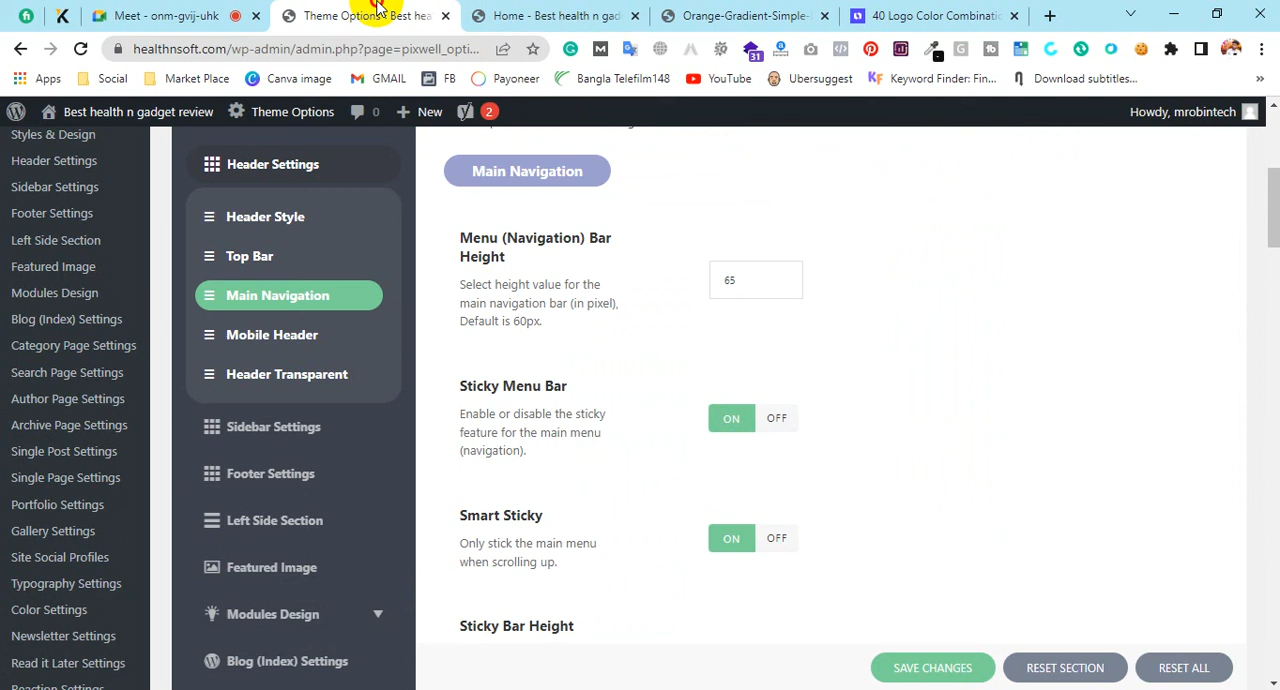 Meet - onm-gvij-uhk
Theme Options
Best hea
Home - Best health n gad
Orange-Gradient-Simple-
40 Logo Color Combinatic
healthnsoft.com/wp-admin/admin.php?page=pixwell_opti...
31
Apps
Social
Market Place
Canva image
GMAIL
FB
Payoneer
Bangla Telefilm148
YouTube
Ubersuggest
Keyword Finder: Fin...
Download subtitles...
»
Best health n gadget review
Theme Options
0
New
2
Howdy, mrobintech
Styles & Design
Header Settings
Sidebar Settings
Footer Settings
Left Side Section
Featured Image
Modules Design
Blog (Index) Settings
Category Page Settings
Search Page Settings
Author Page Settings
Archive Page Settings
Single Post Settings
Single Page Settings
Portfolio Settings
Gallery Settings
Site Social Profiles
Typography Settings
Color Settings
Newsletter Settings
Read it Later Settings
Reaction Settings
Header Settings
Header Style
Top Bar
Main Navigation
Mobile Header
Header Transparent
Sidebar Settings
Footer Settings
Left Side Section
Featured Image
Modules Design
Blog (Index) Settings
Main Navigation
Menu (Navigation) Bar
Height
Select height value for the
main navigation bar (in pixel),
Default is 60px.
65
Sticky Menu Bar
Enable or disable the sticky
feature for the main menu
(navigation).
ON OFF
Smart Sticky
Only stick the main menu
when scrolling up.
ON OFF
Sticky Bar Height
SAVE CHANGES
RESET SECTION
RESET ALL